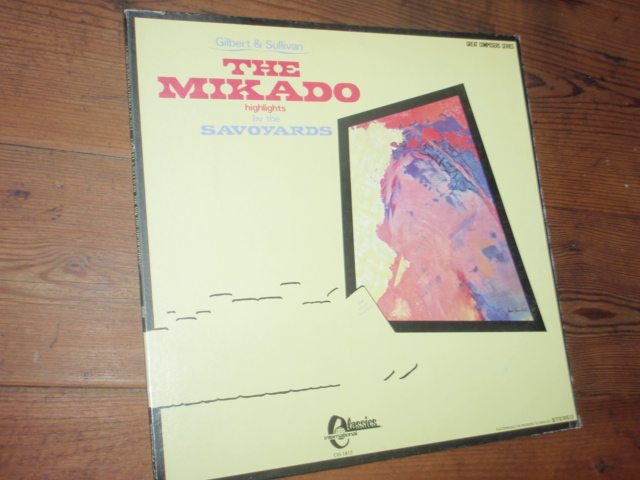 Gilbert & Sullivan
GREAT COMPOSERS SERIES
THE
MIKADO
highlights
by the
SAVOYARDS
Classics
international
STEREO